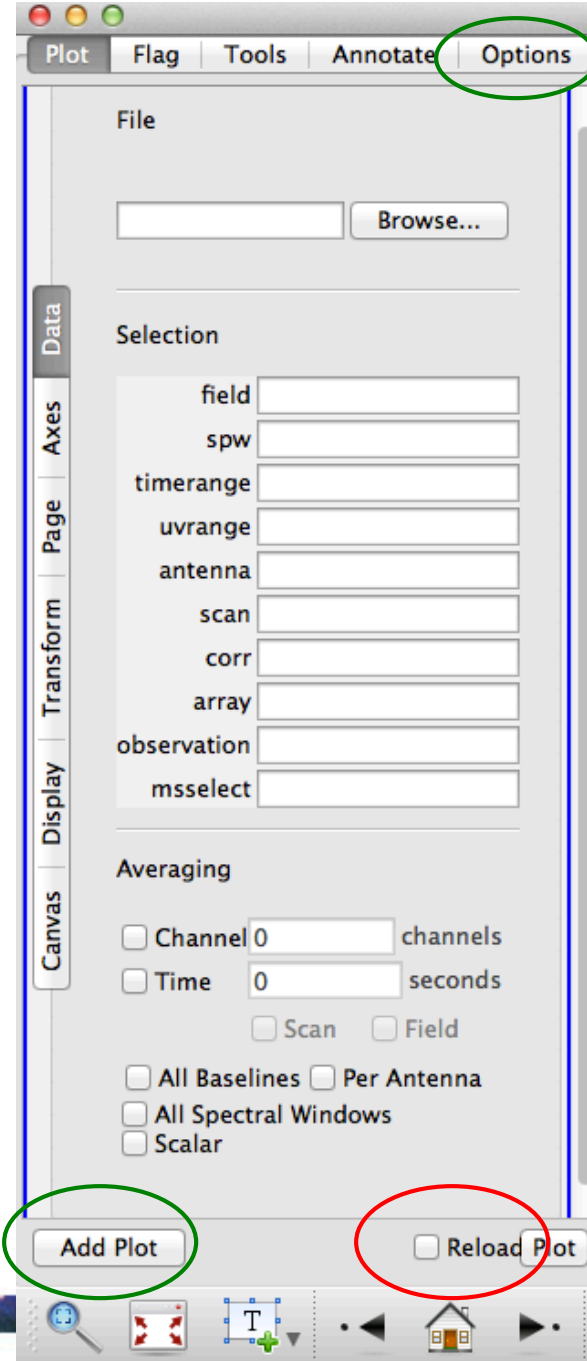 Plot Flag Tools Annotate Options
File
Browse...
Data
Axes
Page
Transform
Display
Canvas
Selection
field
spw
timerange
uvrange
antenna
scan
corr
array
observation
msselect
Averaging
Channel 0 channels
Time 0 seconds
Scan Field
All Baselines Per Antenna
All Spectral Windows
Scalar
Add Plot Reload Plot
T